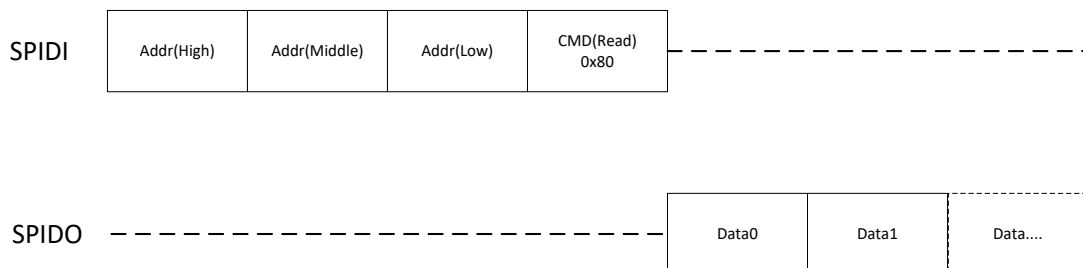 SPIDI
Addr(High)
Addr(Middle)
Addr(Low)
CMD(Read)
0x80
SPIDO
Data0
Data1
Data....